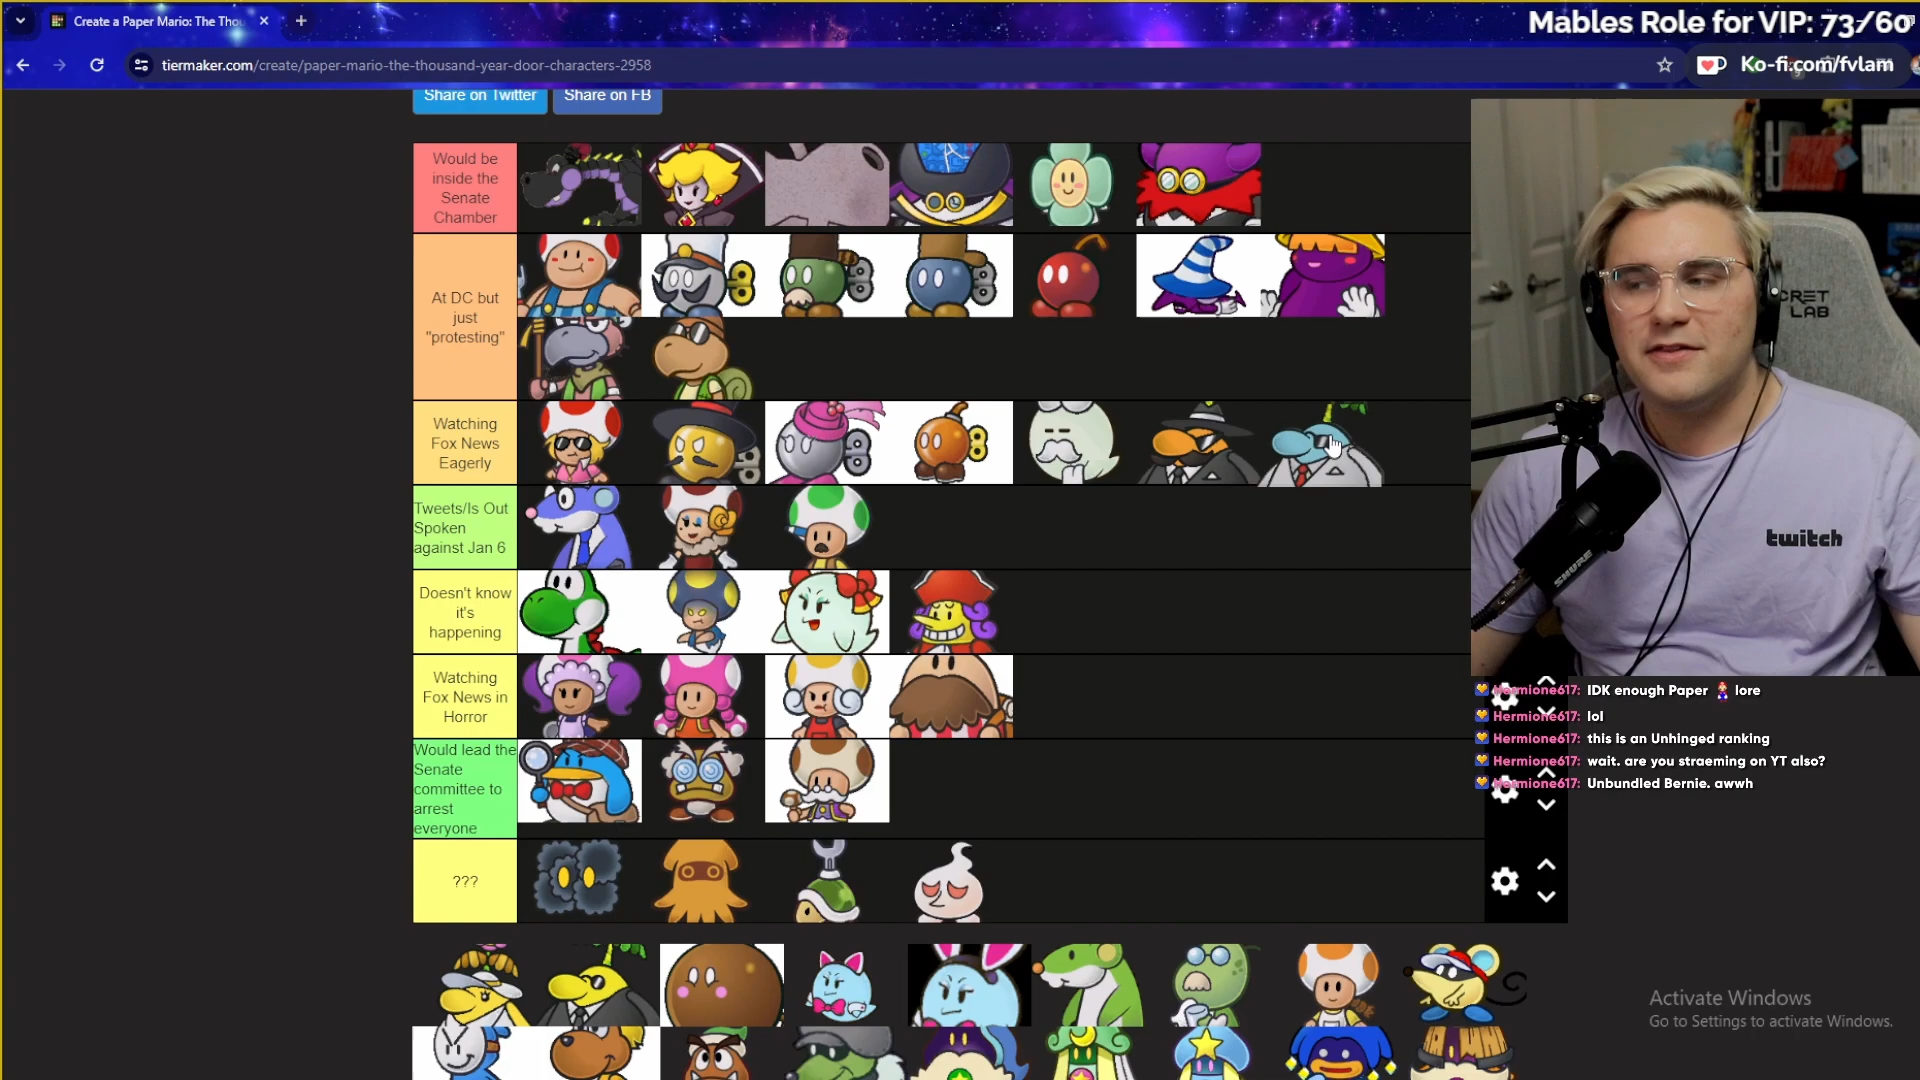 Create a Paper Mario: The Thou
Mables Role for VIP: 73/60
tiermaker.com/create/paper-mario-the-thousand-year-door-characters-2958
Ko-fi.com/fvlam
Share on Twitter
Share on FB
Would be
inside the
Senate
Chamber
At DC but
just
"protesting"
Watching
Fox News
Eagerly
Tweets/Is Out
Spoken
against Jan 6
Doesn't know
it's
happening
Watching
Fox News in
Horror
Would lead the
Senate
committee to
arrest
everyone
???
CRET
LAB
twitch
SHURE
Hermione617: IDK enough Paper lore
Hermione617: lol
Hermione617: this is an Unhinged ranking
Hermione617: wait. are you straeming on YT also?
Hermione617: Unbundled Bernie. awwh
Activate Windows
Go to Settings to activate Windows.